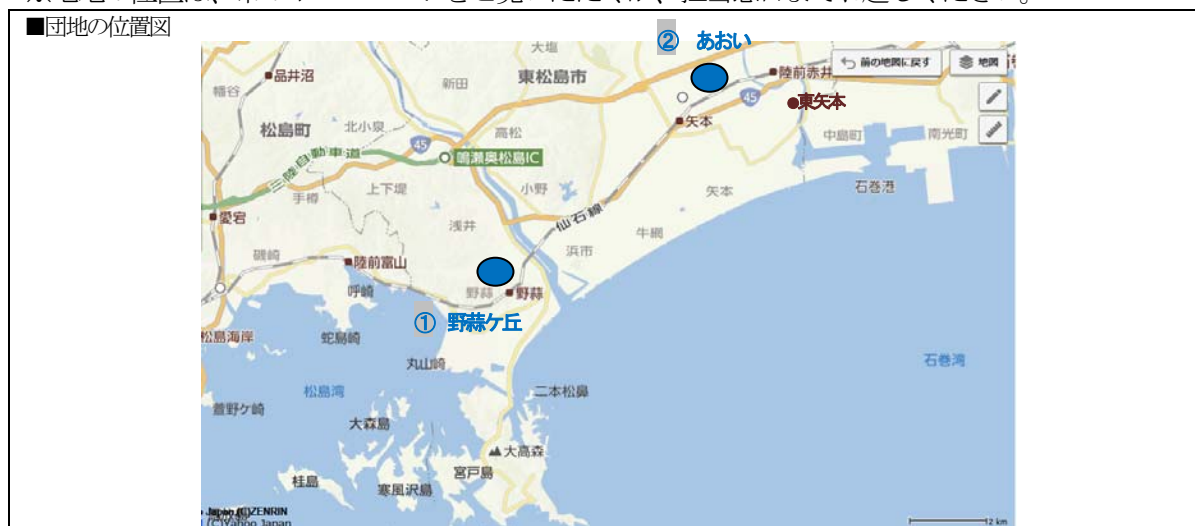 ■団地の位置図
② あおい
大塩
前の地図に戻す
地図
品井沼
東松島市
陸前赤井
新田
幡谷
45
東矢本
松島町
北小泉
高松
矢本
中島町
南光町
45
三陸自動車道
鳴瀬奥松島IC
上下堤
小野
矢本
石巻港
手樽
愛宕
浅井
仙石線
牛網
浜市
磯崎
陸前富山
呼崎
野蒜
野蒜
① 野蒜ケ丘
松島海岸
蛇島崎
丸山崎
石巻湾
松島湾
二本松鼻
萱野ケ崎
大森島
大高森
宮戸島
桂島
寒風沢島
Japan (C)ZENRIN
(C)Yahoo Japan
2 km